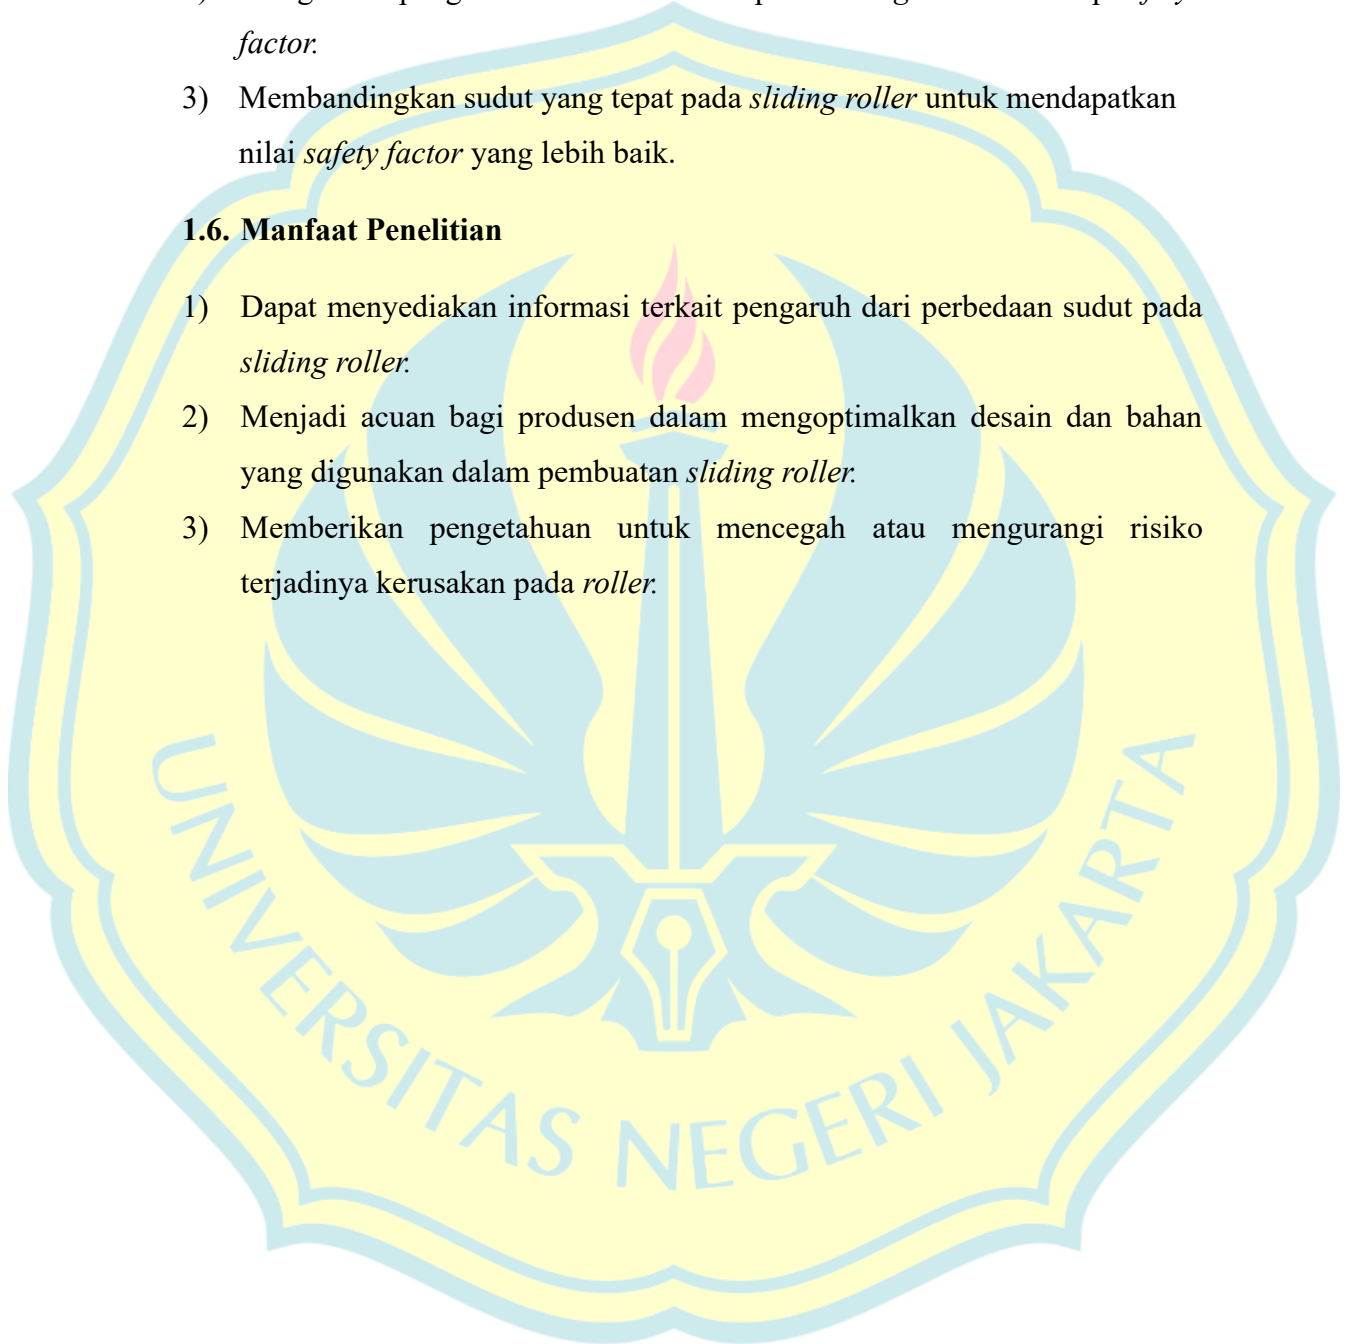 factor.
3) Membandingkan sudut yang tepat pada sliding roller untuk mendapatkan
nilai safety factor yang lebih baik.
1.6. Manfaat Penelitian
1) Dapat menyediakan informasi terkait pengaruh dari perbedaan sudut pada
sliding roller.
2) Menjadi acuan bagi produsen dalam mengoptimalkan desain dan bahan
yang digunakan dalam pembuatan sliding roller.
3) Memberikan pengetahuan untuk mencegah atau mengurangi risiko
terjadinya kerusakan pada roller.
UNIVERSITAS NEGERI JAKARTA